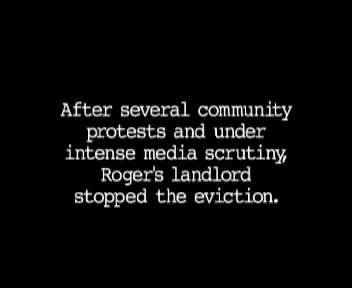 After several community
protests and under
intense media scrutiny,
Roger's landlord
stopped the eviction.